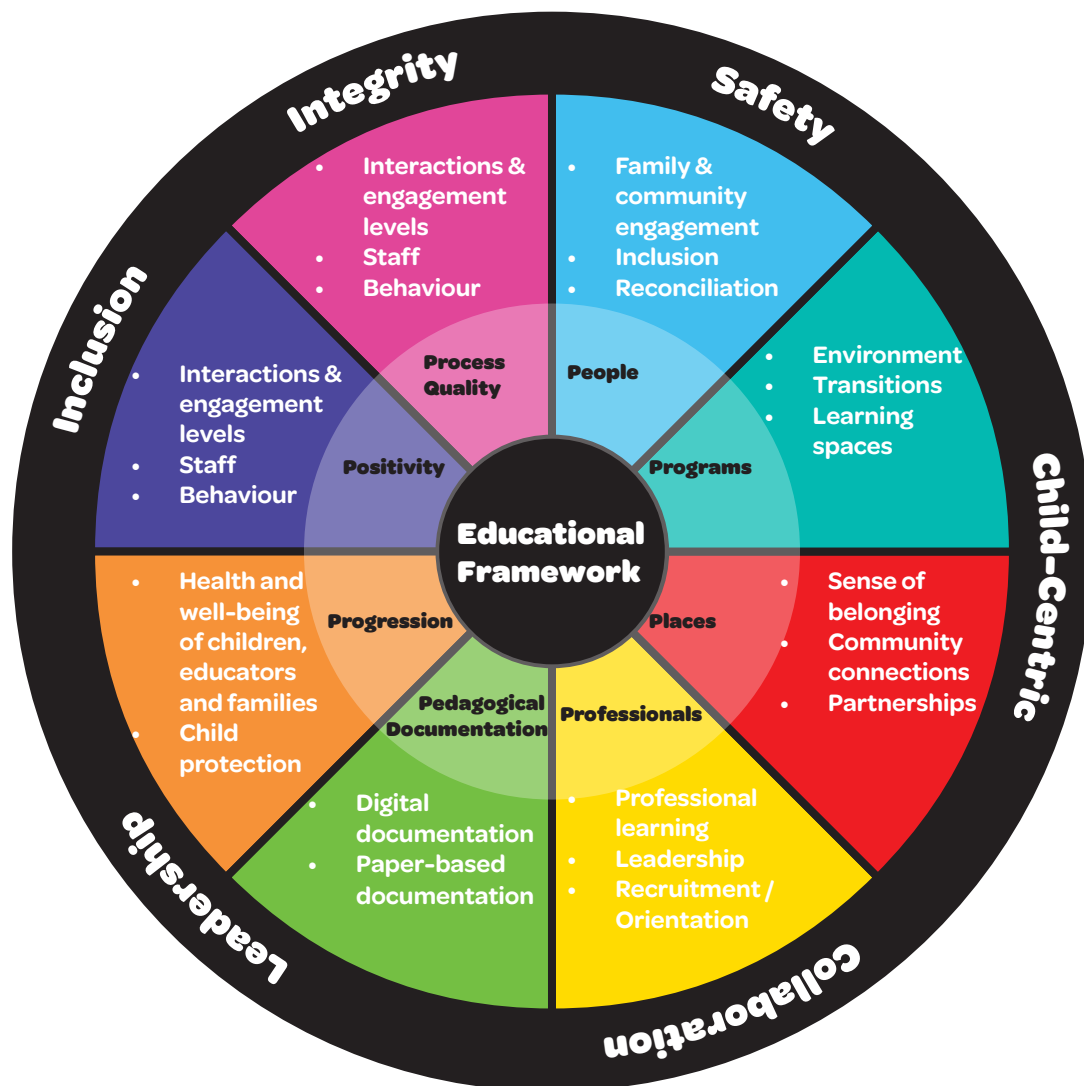 Integrity
Safety
Child-Centric
Collaboration
Leadership
Inclusion
• Interactions &
engagement
levels
• Staff
• Behaviour
Process
Quality
• Family &
community
engagement
• Inclusion
• Reconciliation
People
• Environment
• Transitions
• Learning
spaces
Programs
• Sense of
belonging
• Community
connections
• Partnerships
Places
• Professional
learning
• Leadership
• Recruitment /
Orientation
Professionals
• Digital
documentation
• Paper-based
documentation
Pedagogical
Documentation
• Health and
well-being
of children,
educators
and families
• Child
protection
Progression
• Interactions &
engagement
levels
• Staff
• Behaviour
Positivity
Educational
Framework